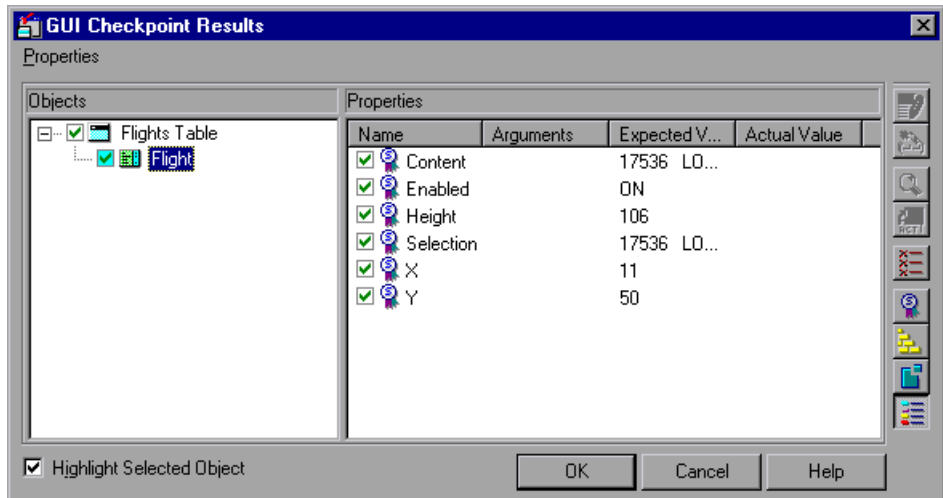 GUI Checkpoint Results
Properties
Objects
Properties
Flights Table
Flight
Name Arguments Expected V... Actual Value
Content 17536 LO...
Enabled ON
Height 106
Selection 17536 LO...
X 11
Y 50
Highlight Selected Object
OK Cancel Help